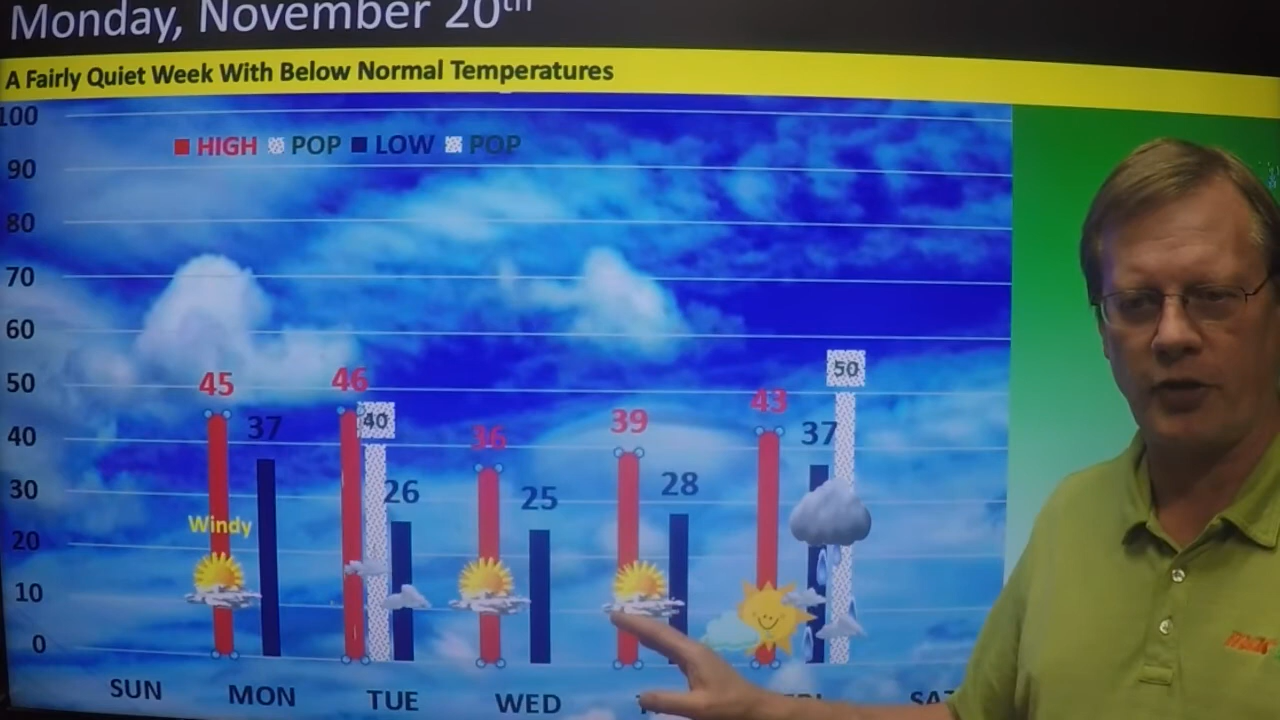 Monday, November 20th
A Fairly Quiet Week With Below Normal Temperatures
100
HIGH POP LOW POP
90
80
70
60
50
40
30
20
10
0
45 37 46 40 26 36 25 39 28 43 37 50
Windy
SUN MON TUE WED FRI SAT